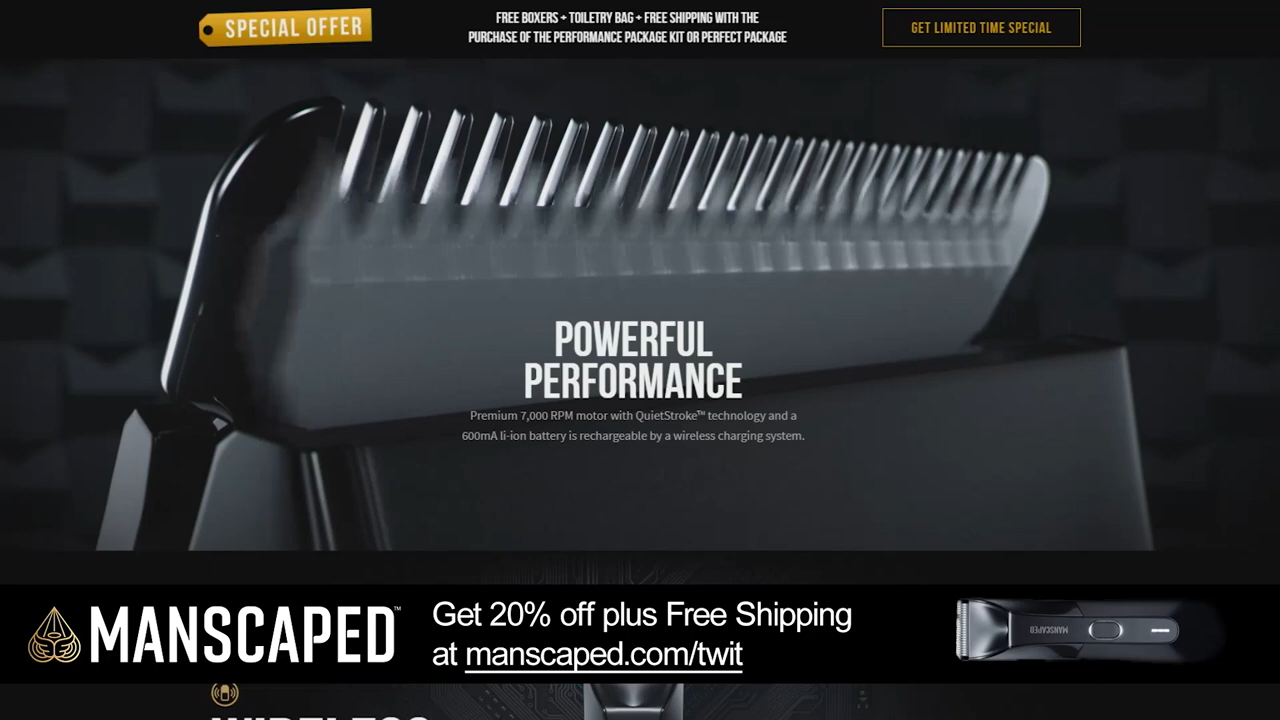 SPECIAL OFFER
FREE BOXERS + TOILETRY BAG + FREE SHIPPING WITH THE
PURCHASE OF THE PERFORMANCE PACKAGE KIT OR PERFECT PACKAGE
GET LIMITED TIME SPECIAL
POWERFUL
PERFORMANCE
Premium 7,000 RPM motor with QuietStroke™ technology and a
600mA li-ion battery is rechargeable by a wireless charging system.
MANSCAPED™
Get 20% off plus Free Shipping
at manscaped.com/twit
MANSCAPED
WIRELESS